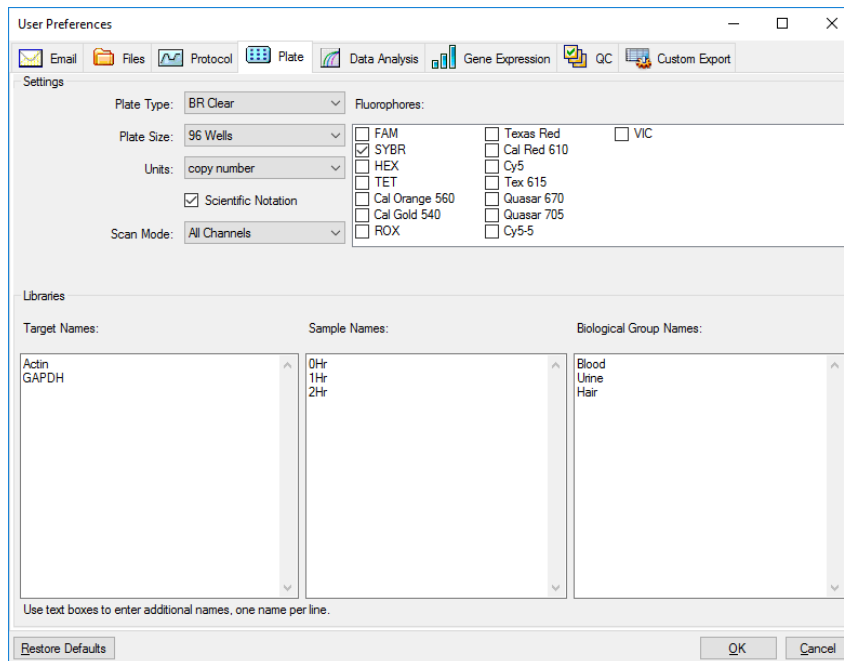 User Preferences
Email Files Protocol Plate Data Analysis Gene Expression QC Custom Export
Settings
Plate Type: BR Clear Fluorophores:
Plate Size: 96 Wells FAM Texas Red VIC
SYBR Cal Red 610
Units: copy number HEX Cy5
TET Tex 615
Scientific Notation Cal Orange 560 Quasar 670
Cal Gold 540 Quasar 705
Scan Mode: All Channels ROX Cy5-5
Libraries
Target Names: Sample Names: Biological Group Names:
Actin 0Hr Blood
GAPDH 1Hr Urine
2Hr Hair
Use text boxes to enter additional names, one name per line.
Restore Defaults OK Cancel